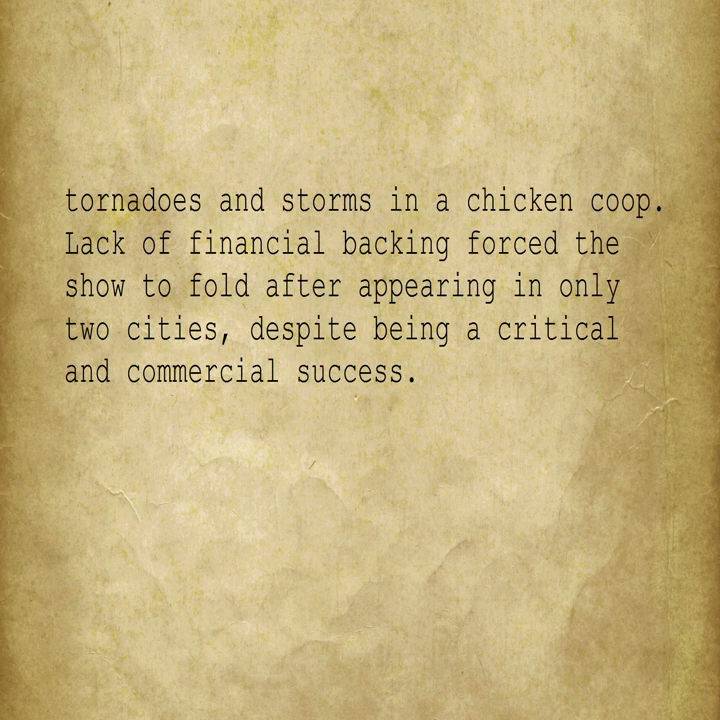 tornadoes and storms in a chicken coop.
Lack of financial backing forced the
show to fold after appearing in only
two cities, despite being a critical
and commercial success.